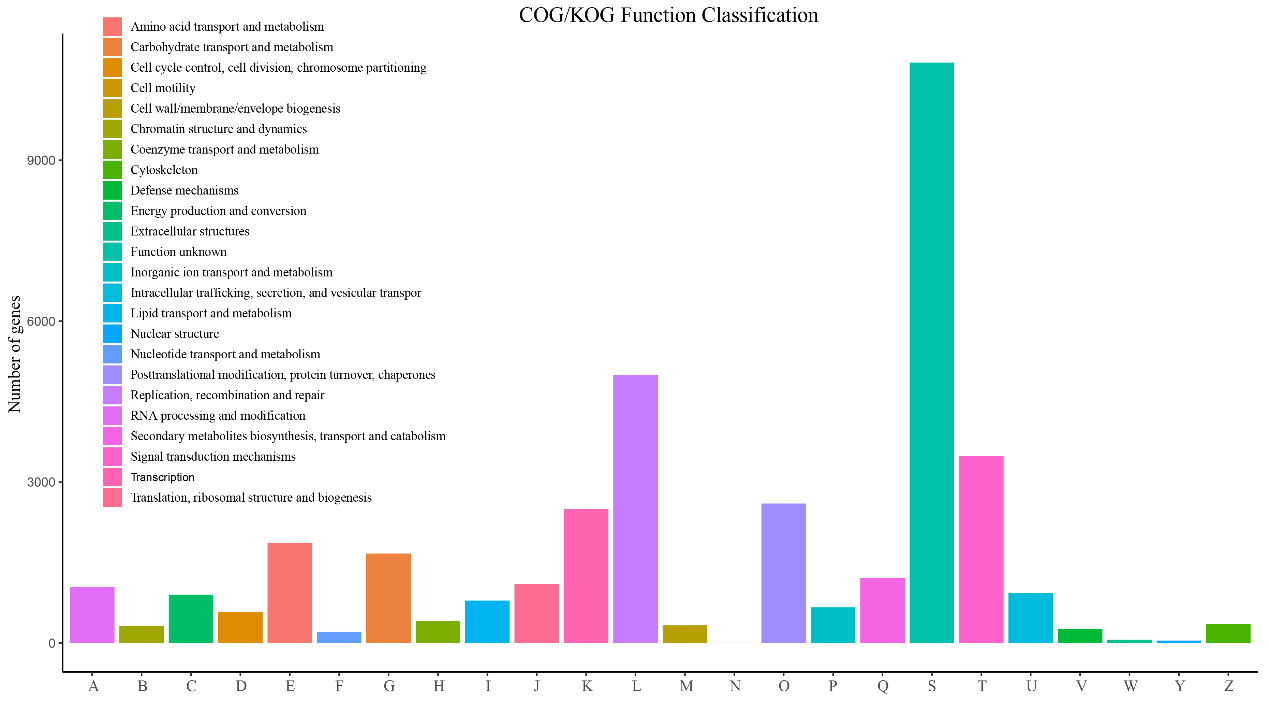 COG/KOG Function Classification
Amino acid transport and metabolism
Carbohydrate transport and metabolism
Cell cycle control, cell division, chromosome partitioning
Cell motility
Cell wall/membrane/envelope biogenesis
Chromatin structure and dynamics
Coenzyme transport and metabolism
Cytoskeleton
Defense mechanisms
Energy production and conversion
Extracellular structures
Function unknown
Inorganic ion transport and metabolism
Intracellular trafficking, secretion, and vesicular transpor
Lipid transport and metabolism
Nuclear structure
Nucleotide transport and metabolism
Posttranslational modification, protein turnover, chaperones
Replication, recombination and repair
RNA processing and modification
Secondary metabolites biosynthesis, transport and catabolism
Signal transduction mechanisms
Transcription
Translation, ribosomal structure and biogenesis
Number of genes
9000
6000
3000
0
A B C D E F G H I J K L M N O P Q S T U V W Y Z